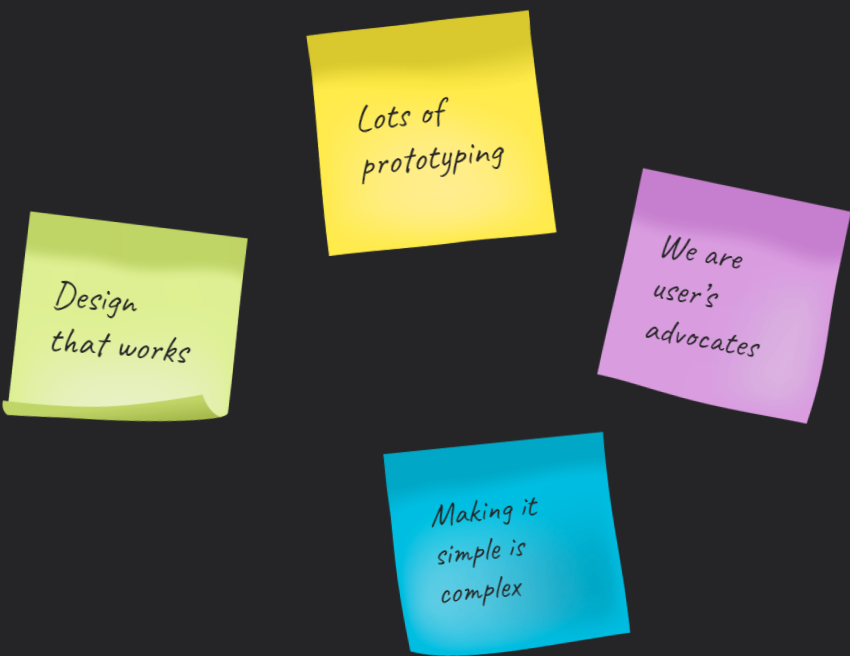 Lots of
prototyping
We are
user's
advocates
Design
that works
Making it
simple is
complex